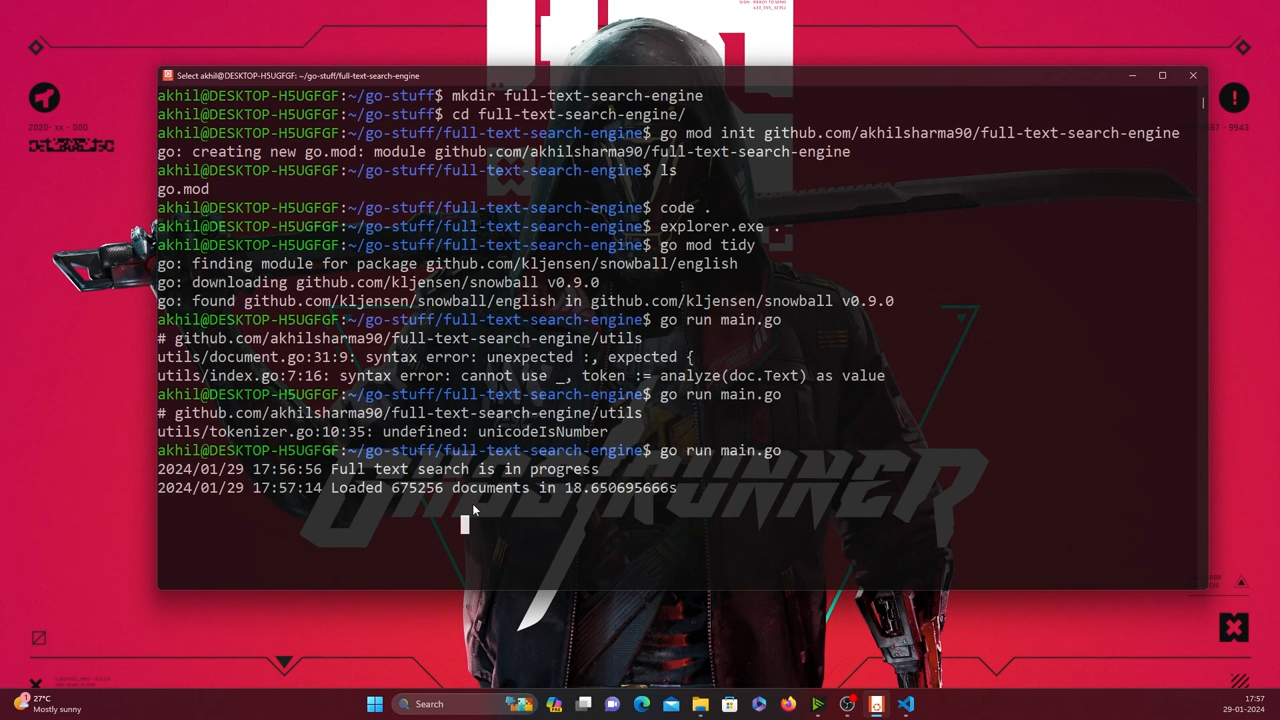 SIGN : READY TO SEND
2020- xx - 000
Select akhil@DESKTOP-H5UGFGF: ~/go-stuff/full-text-search-engine
akhil@DESKTOP-H5UGFGF:~/go-stuff$ mkdir full-text-search-engine
akhil@DESKTOP-H5UGFGF:~/go-stuff$ cd full-text-search-engine/
akhil@DESKTOP-H5UGFGF:~/go-stuff/full-text-search-engine$ go mod init github.com/akhilsharma90/full-text-search-engine
go: creating new go.mod: module github.com/akhilsharma90/full-text-search-engine
akhil@DESKTOP-H5UGFGF:~/go-stuff/full-text-search-engine$ ls
go.mod
akhil@DESKTOP-H5UGFGF:~/go-stuff/full-text-search-engine$ code .
akhil@DESKTOP-H5UGFGF:~/go-stuff/full-text-search-engine$ explorer.exe .
akhil@DESKTOP-H5UGFGF:~/go-stuff/full-text-search-engine$ go mod tidy
go: finding module for package github.com/kljensen/snowball/english
go: downloading github.com/kljensen/snowball v0.9.0
go: found github.com/kljensen/snowball/english in github.com/kljensen/snowball v0.9.0
akhil@DESKTOP-H5UGFGF:~/go-stuff/full-text-search-engine$ go run main.go
# github.com/akhilsharma90/full-text-search-engine/utils
utils/document.go:31:9: syntax error: unexpected :, expected {
utils/index.go:7:16: syntax error: cannot use _, token := analyze(doc.Text) as value
akhil@DESKTOP-H5UGFGF:~/go-stuff/full-text-search-engine$ go run main.go
# github.com/akhilsharma90/full-text-search-engine/utils
utils/tokenizer.go:10:35: undefined: unicodeIsNumber
akhil@DESKTOP-H5UGFGF:~/go-stuff/full-text-search-engine$ go run main.go
2024/01/29 17:56:56 Full text search is in progress
2024/01/29 17:57:14 Loaded 675256 documents in 18.650695666s
GHOSTRUNNER
1
27°C
Mostly sunny
Search
17:57
29-01-2024